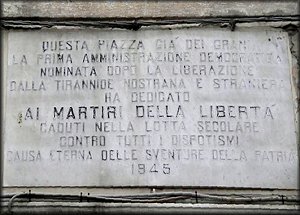 QUESTA PIAZZA GIÀ DEI GRANI
LA PRIMA AMMINISTRAZIONE DEMOCRATICA
NOMINATA DOPO LA LIBERAZIONE
DALLA TIRANNIDE NOSTRANA E STRANIERA
HA DEDICATO
AI MARTIRI DELLA LIBERTÀ
CADUTI NELLA LOTTA SECOLARE
CONTRO TUTTI I DISPOTISMI
CAUSA ETERNA DELLE SVENTURE DELLA PATRIA
1945